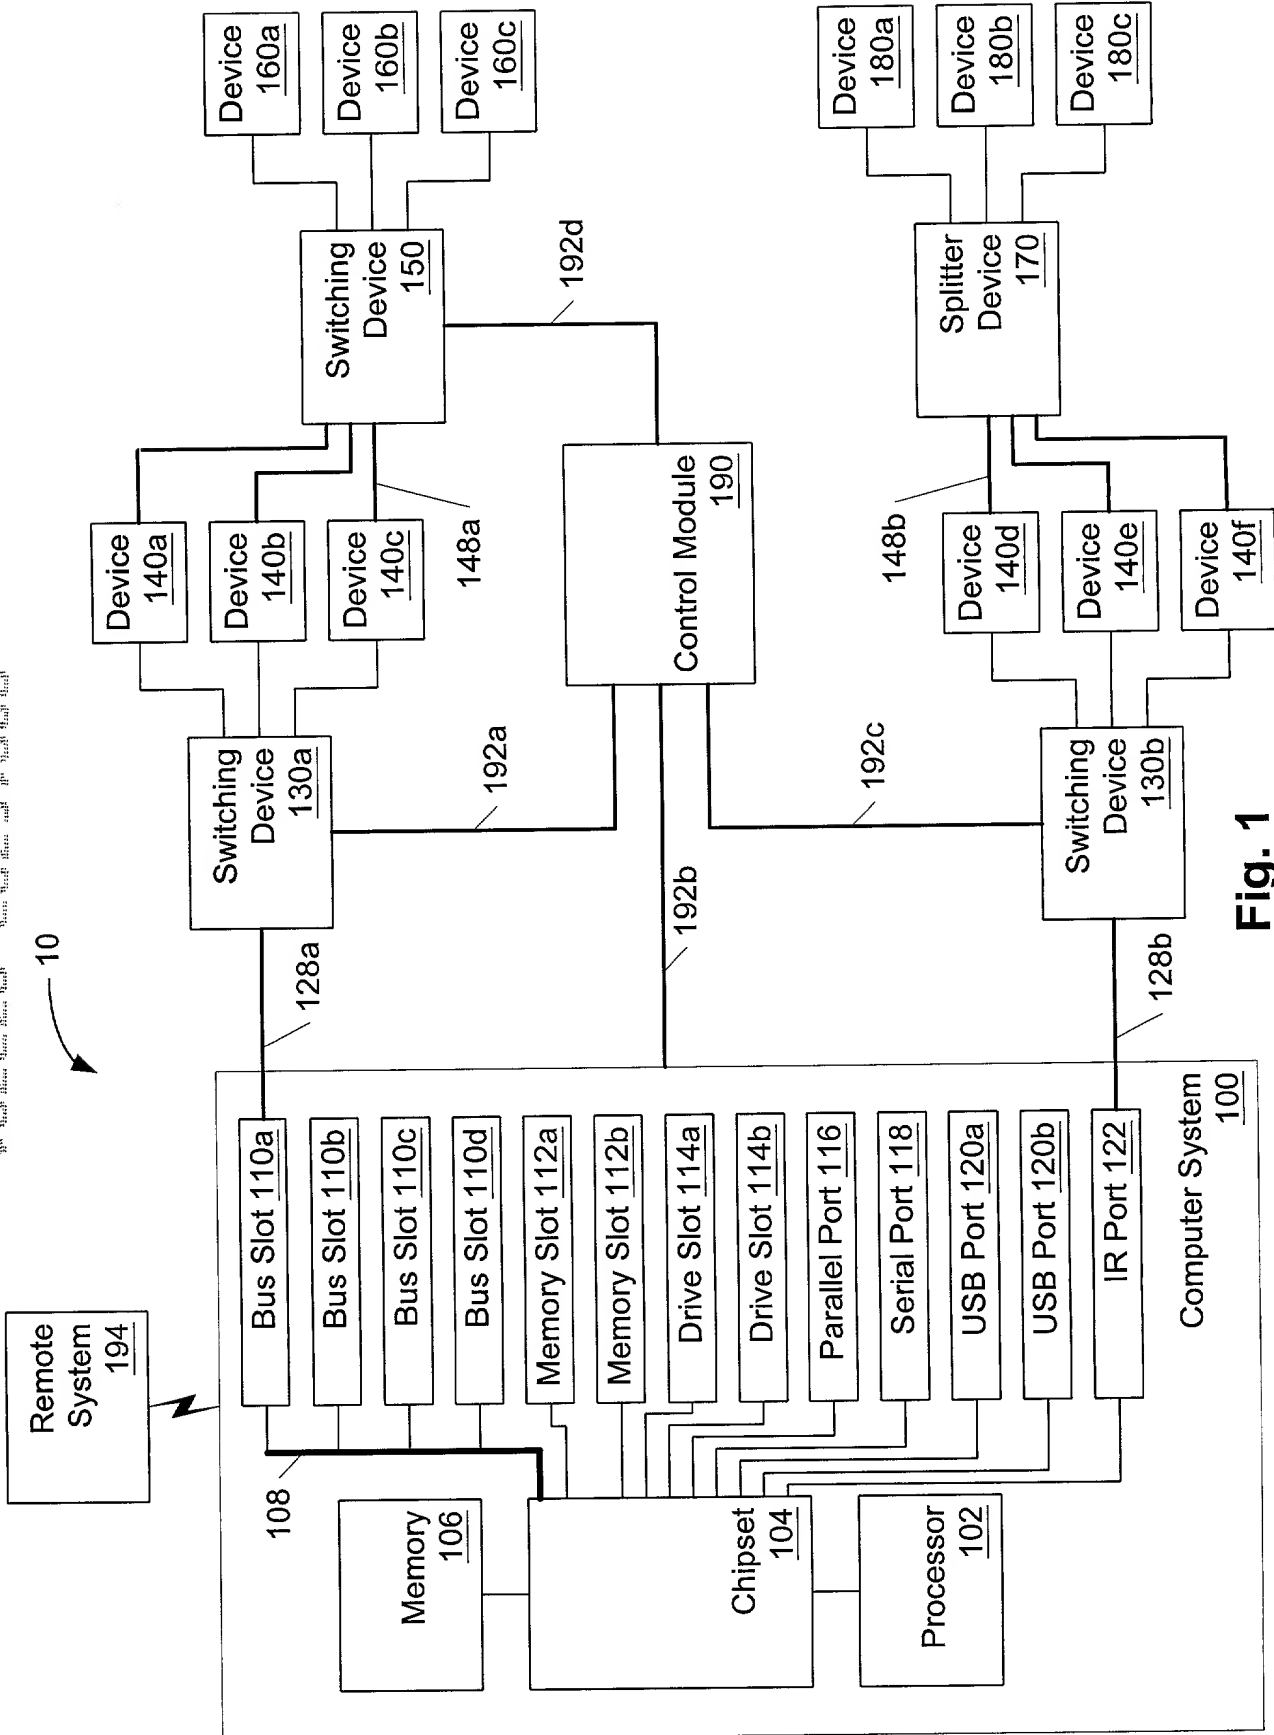 10
Remote
System
194
Computer System
100
Memory
106
Chipset
104
Processor
102
108
Bus Slot 110a
Bus Slot 110b
Bus Slot 110c
Bus Slot 110d
Memory Slot 112a
Memory Slot 112b
Drive Slot 114a
Drive Slot 114b
Parallel Port 116
Serial Port 118
USB Port 120a
USB Port 120b
IR Port 122
128a
192b
128b
Switching
Device
130a
192a
192c
Switching
Device
130b
Device
140a
Device
140b
Device
140c
148a
Control Module
190
148b
Device
140d
Device
140e
Device
140f
Switching
Device
150
192d
Splitter
Device
170
Device
160a
Device
160b
Device
160c
Device
180a
Device
180b
Device
180c
Fig. 1